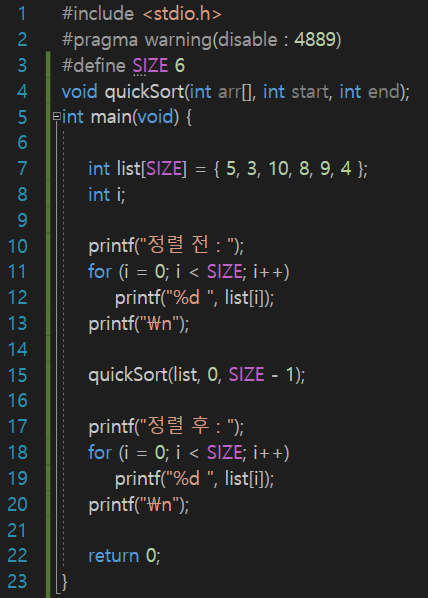 1 #include <stdio.h>
2 #pragma warning(disable : 4889)
3 #define SIZE 6
4 void quickSort(int arr[], int start, int end);
5 int main(void) {
6
7 int list[SIZE] = { 5, 3, 10, 8, 9, 4 };
8 int i;
9
10 printf("정렬 전 : ");
11 for (i = 0; i < SIZE; i++)
12 printf("%d ", list[i]);
13 printf("₩n");
14
15 quickSort(list, 0, SIZE - 1);
16
17 printf("정렬 후 : ");
18 for (i = 0; i < SIZE; i++)
19 printf("%d ", list[i]);
20 printf("₩n");
21
22 return 0;
23 }